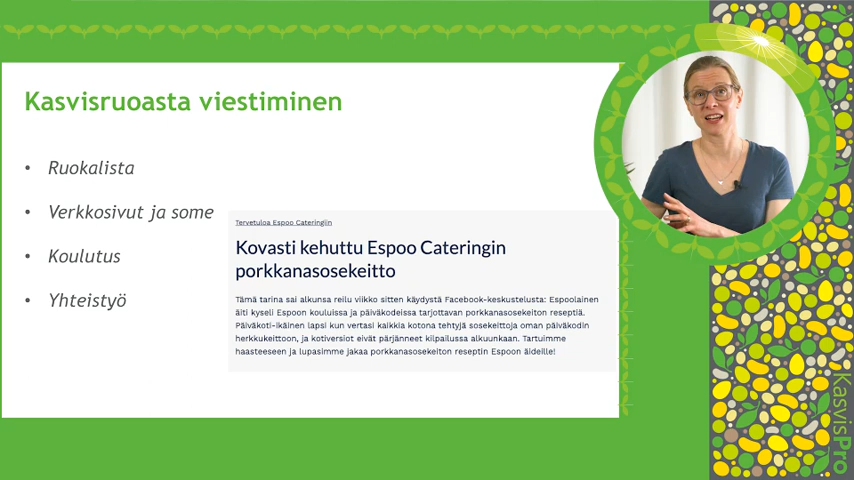 Kasvisruoasta viestiminen
• Ruokalista
• Verkkosivut ja some
• Koulutus
• Yhteistyö
Tervetuloa Espoo Cateringiin
Kovasti kehuttu Espoo Cateringin
porkkanasosekeitto
Tämä tarina sai alkunsa reilu viikko sitten käydystä Facebook-keskustelusta: Espoolainen
äiti kyseli Espoon kouluissa ja päiväkodeissa tarjottavan porkkanasosekeiton reseptiä.
Päiväkoti-ikäinen lapsi kun vertasi kaikkia kotona tehtyjä sosekeittoja oman päiväkodin
herkkukeittoon, ja kotiversiot eivät pärjänneet kilpailussa alkuunkaan. Tartuimme
haasteeseen ja lupasimme jakaa porkkanasosekeiton reseptin Espoon äideille!
KasvisPro